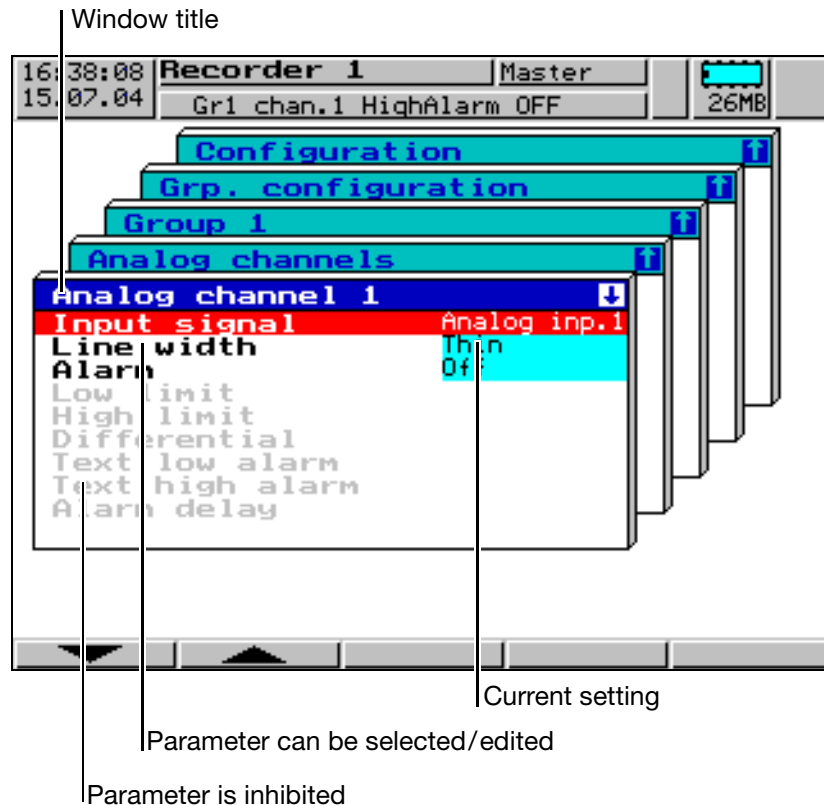 Window title
16:38:08 Recorder 1 Master
15.07.04 Gr1 chan.1 HighAlarm OFF 26MB
Configuration
Grp. configuration
Group 1
Analog channels
Analog channel 1
Input signal Analog inp.1
Line width Thin
Alarm Off
Low limit
High limit
Differential
Text low alarm
Text high alarm
Alarm delay
Current setting
Parameter can be selected/edited
Parameter is inhibited